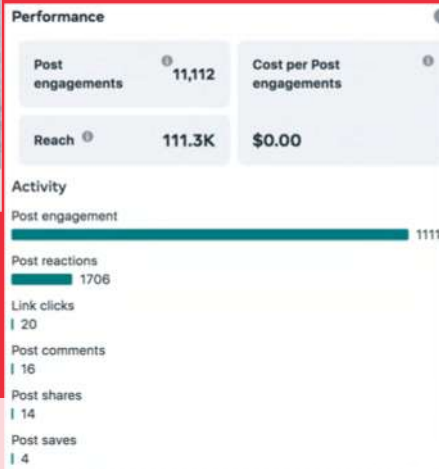 Performance
Post
engagements
11,112
Cost per Post
engagements
Reach
111.3K
$0.00
Activity
Post engagement
1111
Post reactions
1706
Link clicks
20
Post comments
16
Post shares
14
Post saves
4